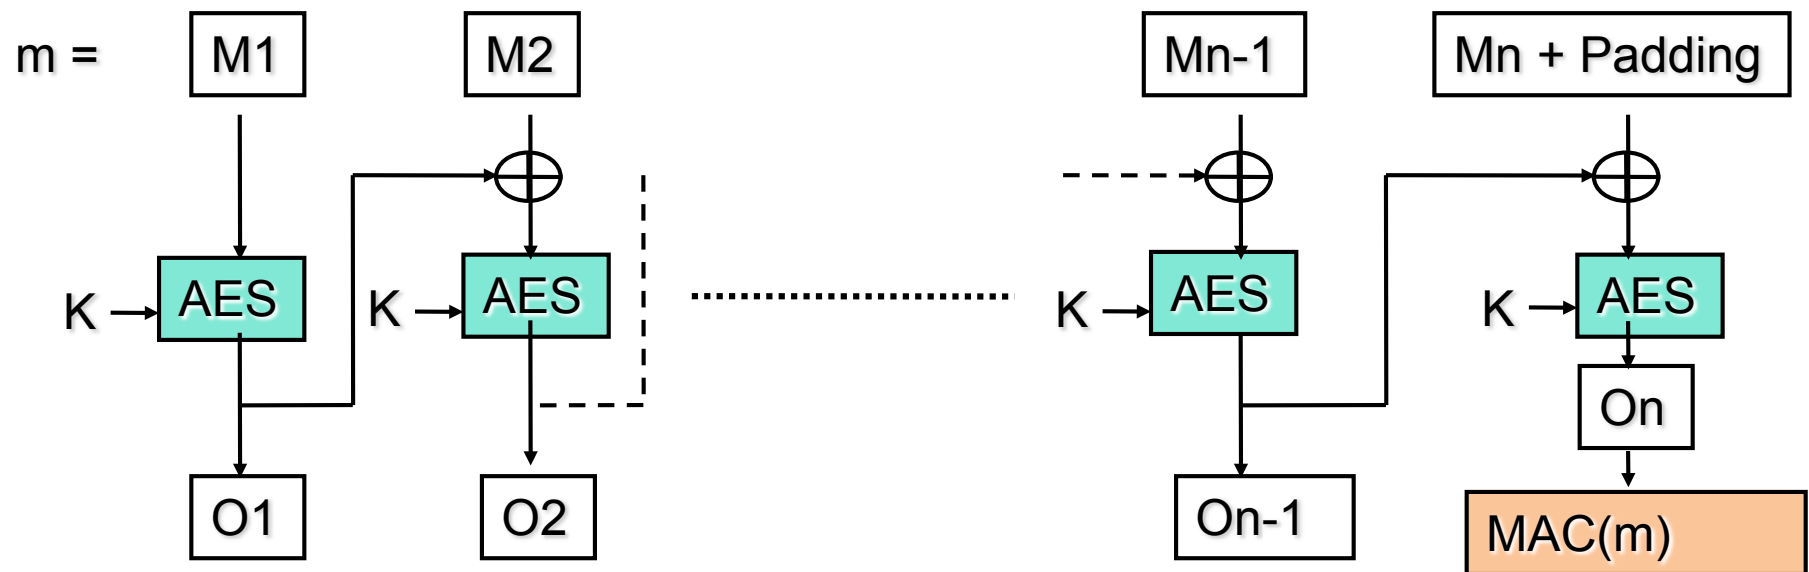 m = M1 M2 Mn-1 Mn + Padding
K AES K AES K AES K AES
On
O1 O2 On-1 MAC(m)